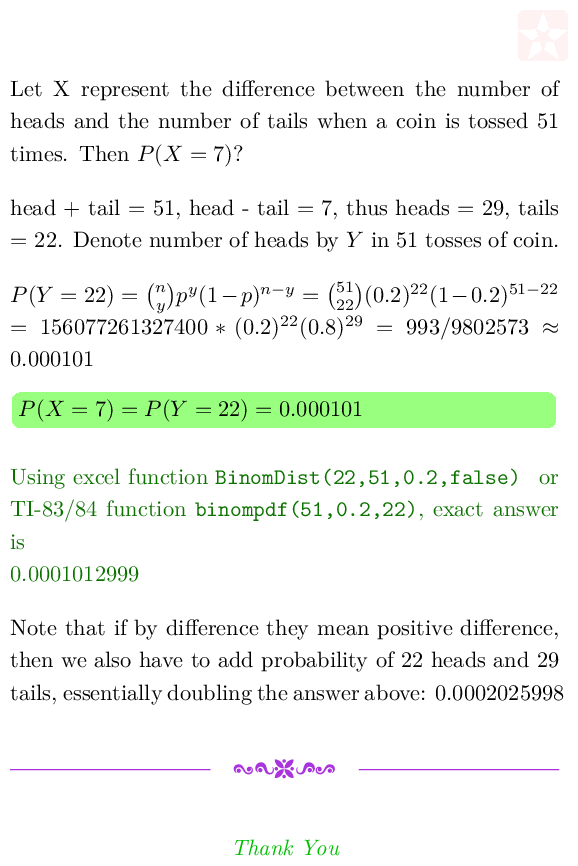 Let X represent the difference between the number of
heads and the number of tails when a coin is tossed 51
times. Then P(X = 7)?
head + tail = 51, head - tail = 7, thus heads = 29, tails
= 22. Denote number of heads by Y in 51 tosses of coin.
P(Y = 22) = \binom{n}{y}p^y(1−p)^{n−y} = \binom{51}{22}(0.2)^{22}(1−0.2)^{51−22}
= 156077261327400 ∗ (0.2)^{22}(0.8)^{29} = 993/9802573 ≈
0.000101
P(X = 7) = P(Y = 22) = 0.000101
Using excel function BinomDist(22,51,0.2,false) or
TI-83/84 function binompdf(51,0.2,22), exact answer
is
0.0001012999
Note that if by difference they mean positive difference,
then we also have to add probability of 22 heads and 29
tails, essentially doubling the answer above: 0.0002025998
Thank You